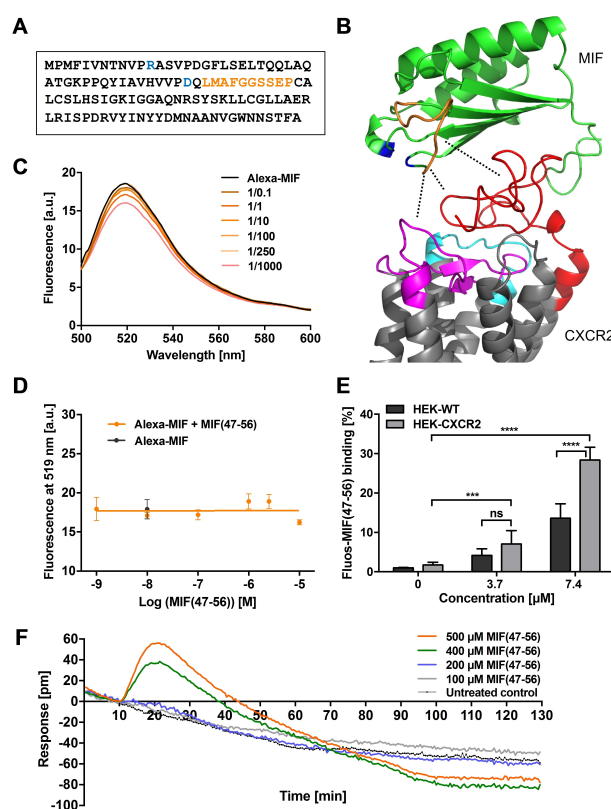 A
MPMFIVNTNVPRASVPDGFLSELTQQLAQ
ATGKPPQYIAVHVVPDQLMAFGGSSEPCA
LCSLHSIGKIGGAQNRSYSKLLCGLLAER
LRISPDRVYINYYDMNAANVGWNNSTFA
B
MIF
CXCR2
C
Fluorescence [a.u.]
20
15
10
5
0
500
520
540
560
580
600
Wavelength [nm]
Alexa-MIF
1/0.1
1/1
1/10
1/100
1/250
1/1000
D
Fluorescence at 519 nm [a.u.]
30
25
20
15
10
-9
-8
-7
-6
-5
Log (MIF(47-56)) [M]
Alexa-MIF + MIF(47-56)
Alexa-MIF
E
Fluos-MIF(47-56) binding [%]
40
30
20
10
0
HEK-WT
HEK-CXCR2
****
****
***
ns
0
3.7
7.4
Concentration [µM]
F
Response [pm]
60
40
20
0
-20
-40
-60
-80
-100
10
20
30
40
50
60
70
80
90
100
110
120
130
Time [min]
500 µM MIF(47-56)
400 µM MIF(47-56)
200 µM MIF(47-56)
100 µM MIF(47-56)
Untreated control